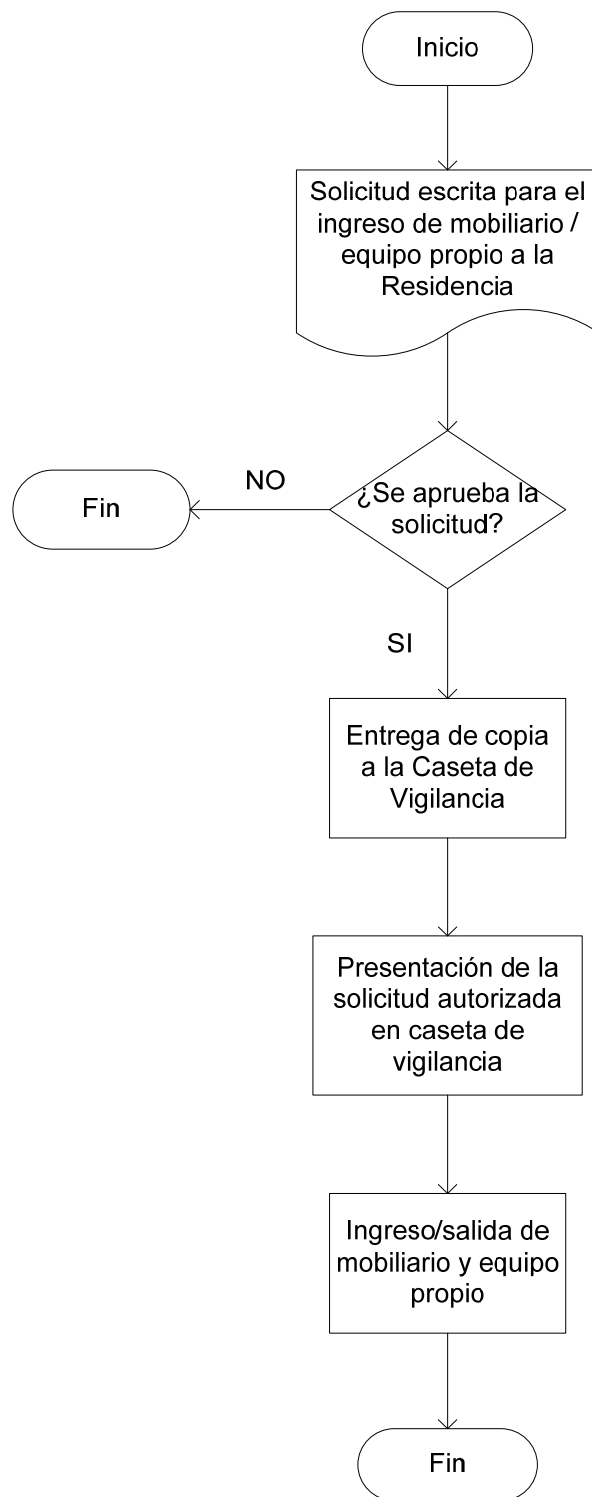 Inicio
Solicitud escrita para el
ingreso de mobiliario /
equipo propio a la
Residencia
¿Se aprueba la
solicitud?
NO
Fin
SI
Entrega de copia
a la Caseta de
Vigilancia
Presentación de la
solicitud autorizada
en caseta de
vigilancia
Ingreso/salida de
mobiliario y equipo
propio
Fin